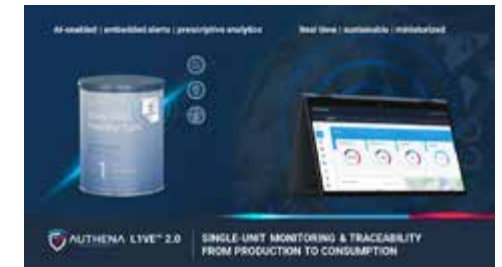 AI-enabled | embedded alerts | prescriptive analytics
Real time | sustainable | miniaturized
1
AUTHENA L1VE™ 2.0
SINGLE-UNIT MONITORING & TRACEABILITY
FROM PRODUCTION TO CONSUMPTION